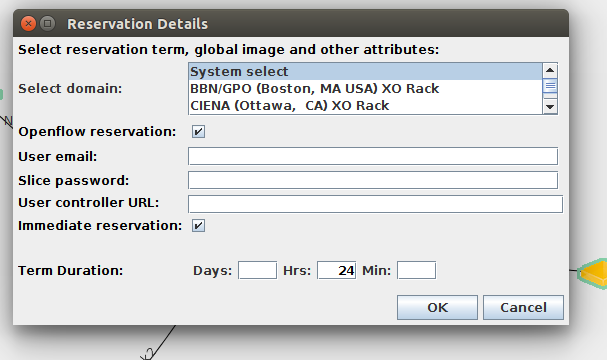 Reservation Details
Select reservation term, global image and other attributes:
Select domain:
System select
BBN/GPO (Boston, MA USA) XO Rack
CIENA (Ottawa,  CA) XO Rack
Openflow reservation:
User email:
Slice password:
User controller URL:
Immediate reservation:
Term Duration: Days: Hrs: 24 Min:
OK Cancel